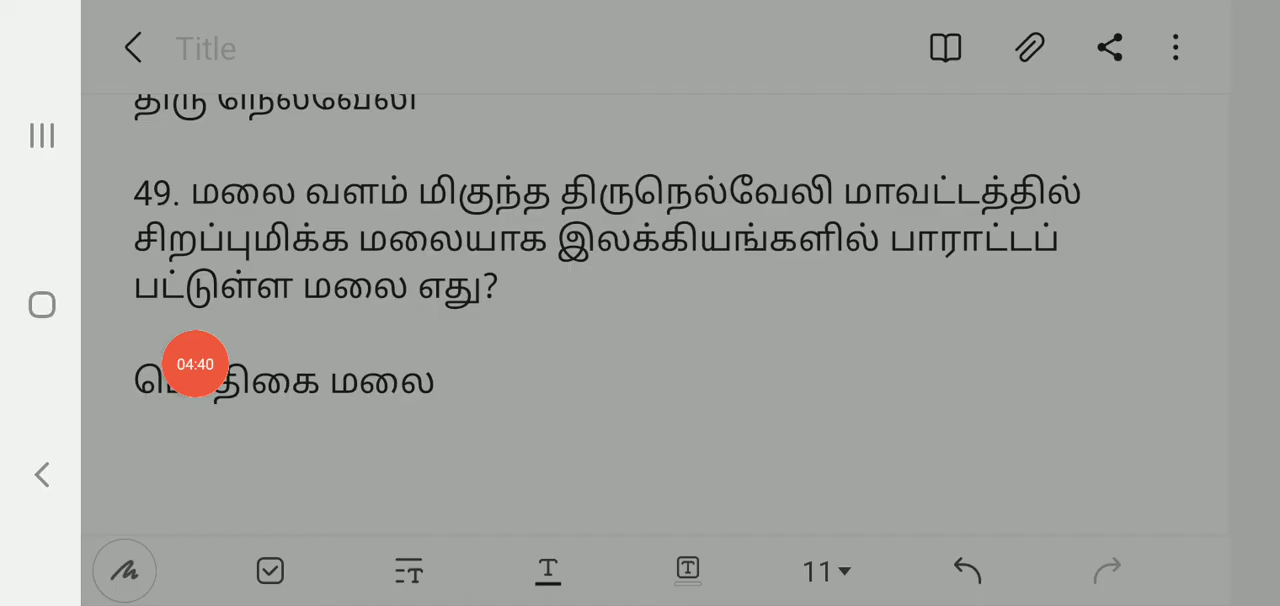 Title
திரு நெல்வேலி
49. மலை வளம் மிகுந்த திருநெல்வேலி மாவட்டத்தில்
சிறப்புமிக்க மலையாக இலக்கியங்களில் பாராட்டப்
பட்டுள்ள மலை எது?
04:40
மலை
11